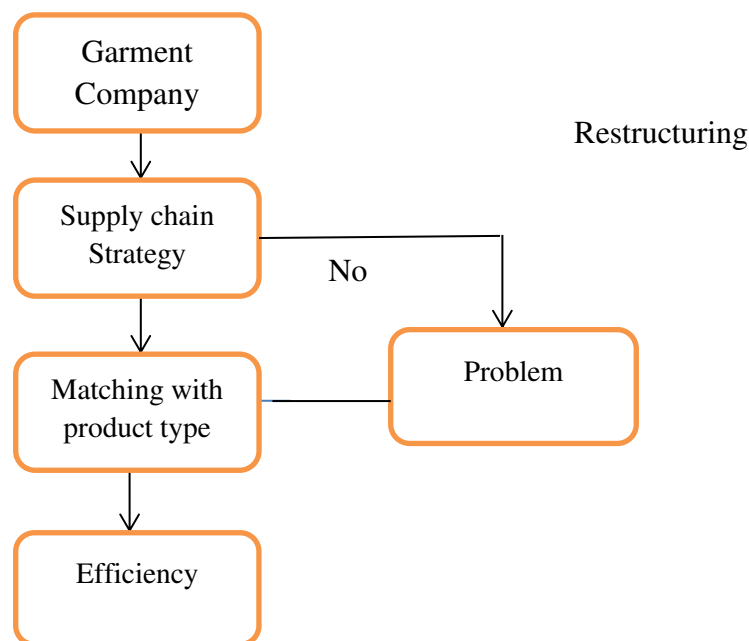 Garment
Company
Restructuring
Supply chain
Strategy
No
Problem
Matching with
product type
Efficiency